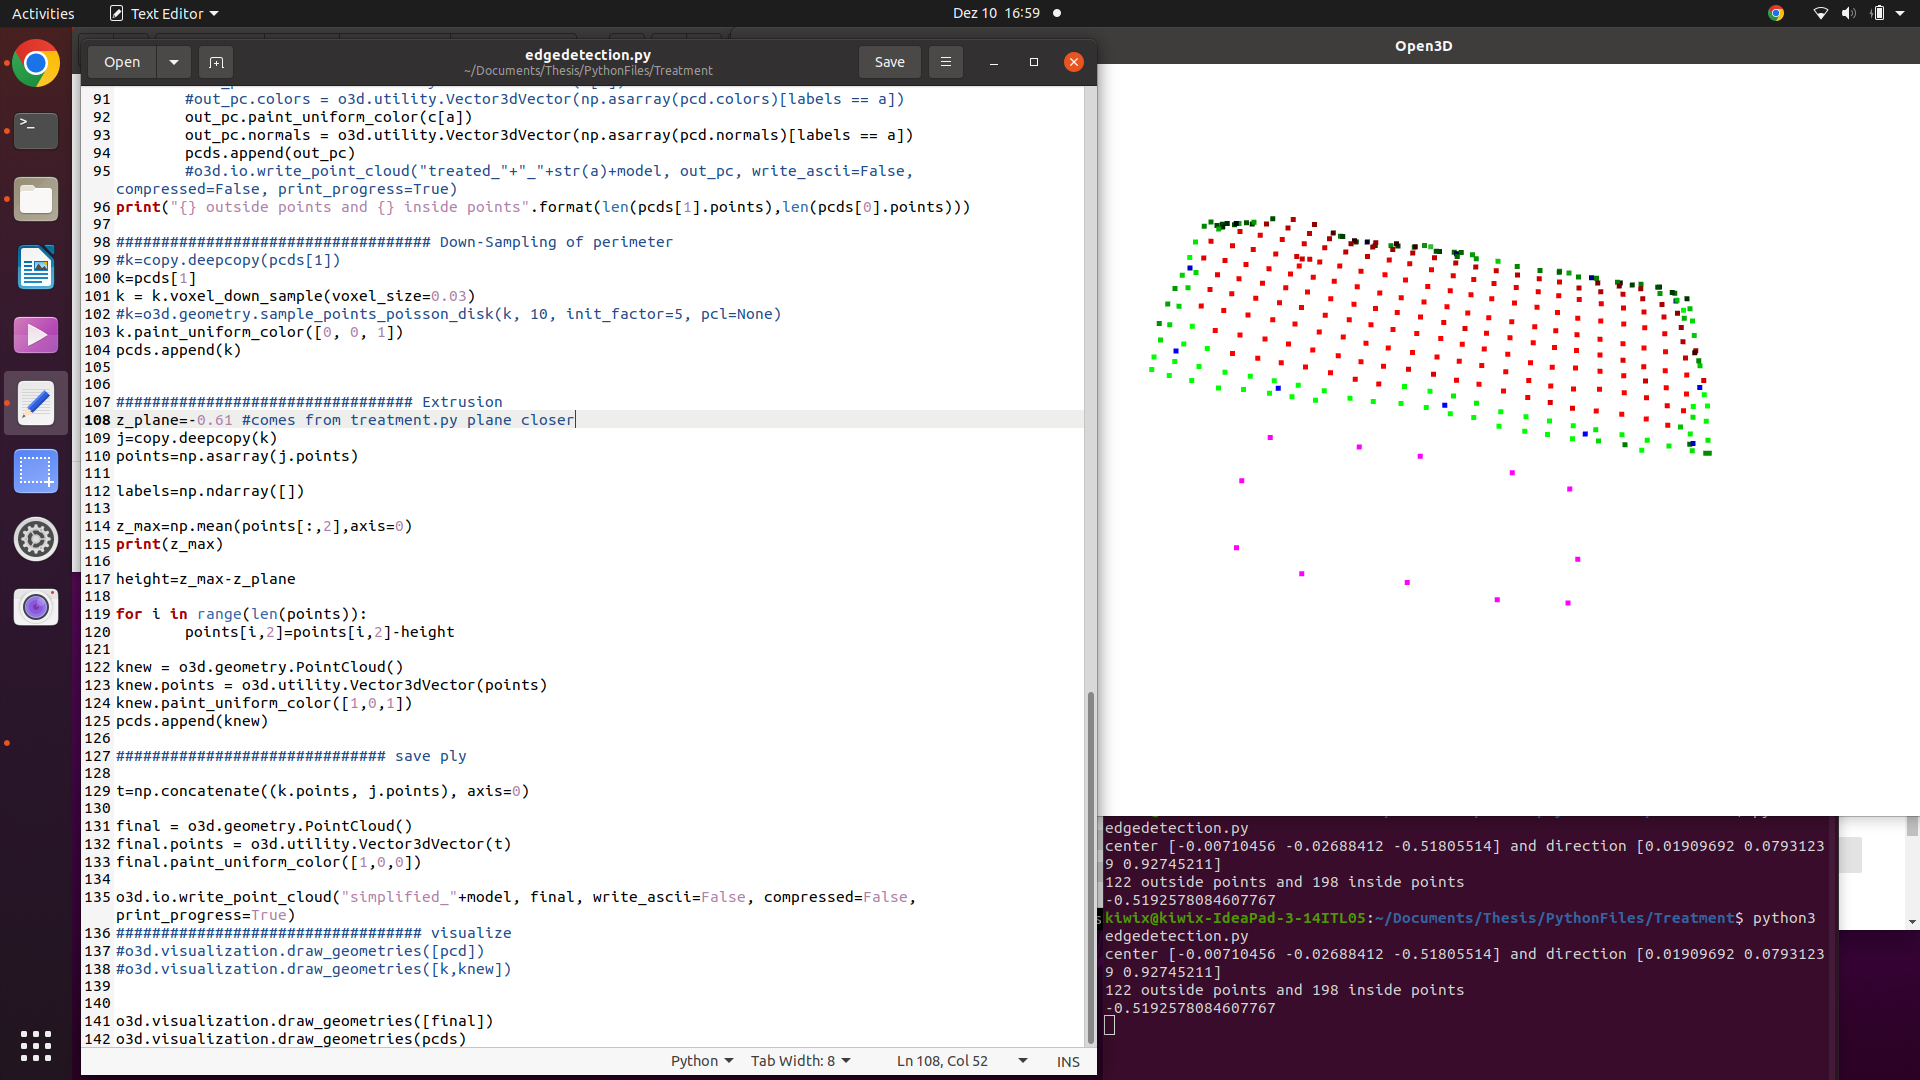 Activities
Text Editor
Dez 10 16:59
Open
edgedetection.py
~/Documents/Thesis/PythonFiles/Treatment
Save
91 #out_pc.colors = o3d.utility.Vector3dVector(np.asarray(pcd.colors)[labels == a])
92 out_pc.paint_uniform_color(c[a])
93 out_pc.normals = o3d.utility.Vector3dVector(np.asarray(pcd.normals)[labels == a])
94 pcds.append(out_pc)
95 #o3d.io.write_point_cloud("treated_"+"_"+str(a)+model, out_pc, write_ascii=False,
compressed=False, print_progress=True)
96 print("{} outside points and {} inside points".format(len(pcds[1].points),len(pcds[0].points)))
97
98 ################################### Down-Sampling of perimeter
99 #k=copy.deepcopy(pcds[1])
100 k=pcds[1]
101 k = k.voxel_down_sample(voxel_size=0.03)
102 #k=o3d.geometry.sample_points_poisson_disk(k, 10, init_factor=5, pcl=None)
103 k.paint_uniform_color([0, 0, 1])
104 pcds.append(k)
105
106
107 ################################# Extrusion
108 z_plane=-0.61 #comes from treatment.py plane closer
109 j=copy.deepcopy(k)
110 points=np.asarray(j.points)
111
112 labels=np.ndarray([])
113
114 z_max=np.mean(points[:,2],axis=0)
115 print(z_max)
116
117 height=z_max-z_plane
118
119 for i in range(len(points)):
120 points[i,2]=points[i,2]-height
121
122 knew = o3d.geometry.PointCloud()
123 knew.points = o3d.utility.Vector3dVector(points)
124 knew.paint_uniform_color([1,0,1])
125 pcds.append(knew)
126
127 ############################## save ply
128
129 t=np.concatenate((k.points, j.points), axis=0)
130
131 final = o3d.geometry.PointCloud()
132 final.points = o3d.utility.Vector3dVector(t)
133 final.paint_uniform_color([1,0,0])
134
135 o3d.io.write_point_cloud("simplified_"+model, final, write_ascii=False, compressed=False,
print_progress=True)
136 ################################## visualize
137 #o3d.visualization.draw_geometries([pcd])
138 #o3d.visualization.draw_geometries([k,knew])
139
140
141 o3d.visualization.draw_geometries([final])
142 o3d.visualization.draw_geometries(pcds)
Python
Tab Width: 8
Ln 108, Col 52
INS
Open3D
edgedetection.py
center [-0.00710456 -0.02688412 -0.51805514] and direction [0.01909692 0.0793123
9 0.92745211]
122 outside points and 198 inside points
-0.5192578084607767
kiwix@kiwix-IdeaPad-3-14ITL05:~/Documents/Thesis/PythonFiles/Treatment$ python3
edgedetection.py
center [-0.00710456 -0.02688412 -0.51805514] and direction [0.01909692 0.0793123
9 0.92745211]
122 outside points and 198 inside points
-0.5192578084607767